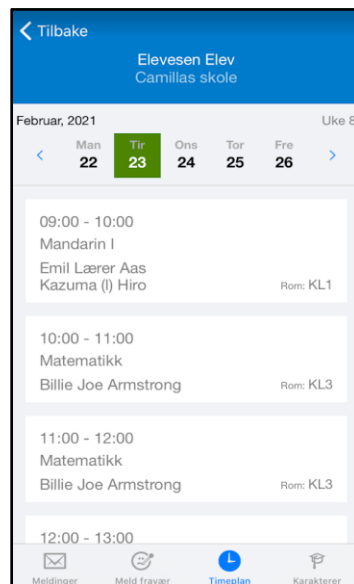 Tilbake
Elevesen Elev
Camillas skole
Februar, 2021 Uke 8
Man Tir Ons Tor Fre
22 23 24 25 26
09:00 - 10:00
Mandarin I
Emil Lærer Aas
Kazuma (I) Hiro Rom: KL1
10:00 - 11:00
Matematikk
Billie Joe Armstrong Rom: KL3
11:00 - 12:00
Matematikk
Billie Joe Armstrong Rom: KL3
12:00 - 13:00
Meldinger Meld fravær Timeplan Karakterer